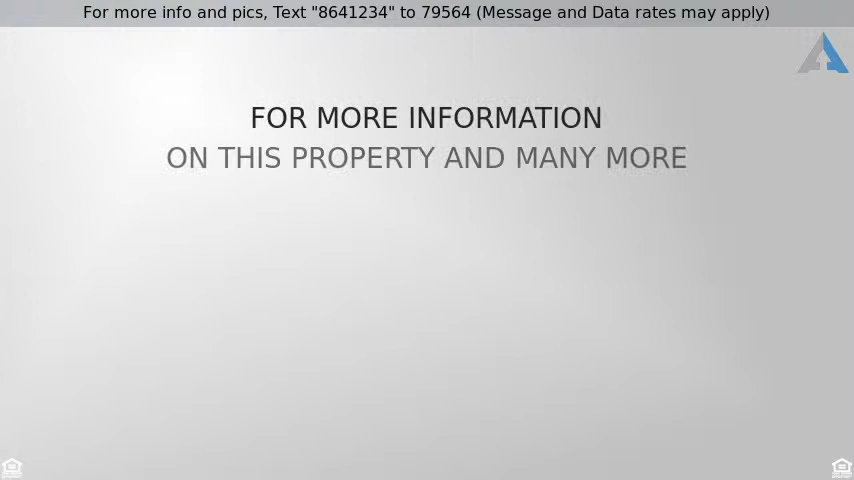 For more info and pics, Text "8641234" to 79564 (Message and Data rates may apply)
FOR MORE INFORMATION
ON THIS PROPERTY AND MANY MORE